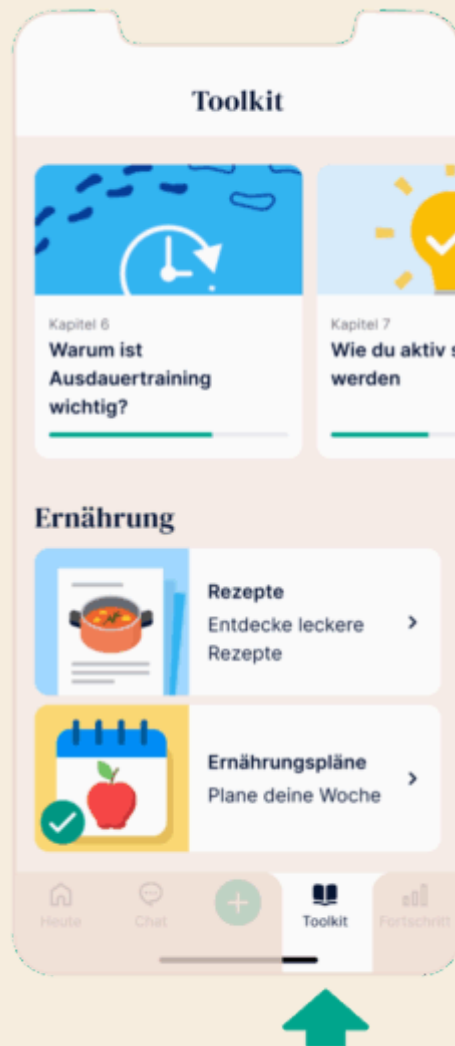 Toolkit
Kapitel 6
Warum ist
Ausdauertraining
wichtig?
Kapitel 7
Wie du aktiv
werden
Ernährung
Rezepte
Entdecke leckere
Rezepte
Ernährungspläne
Plane deine Woche
Heute
Chat
Toolkit
Fortschritt